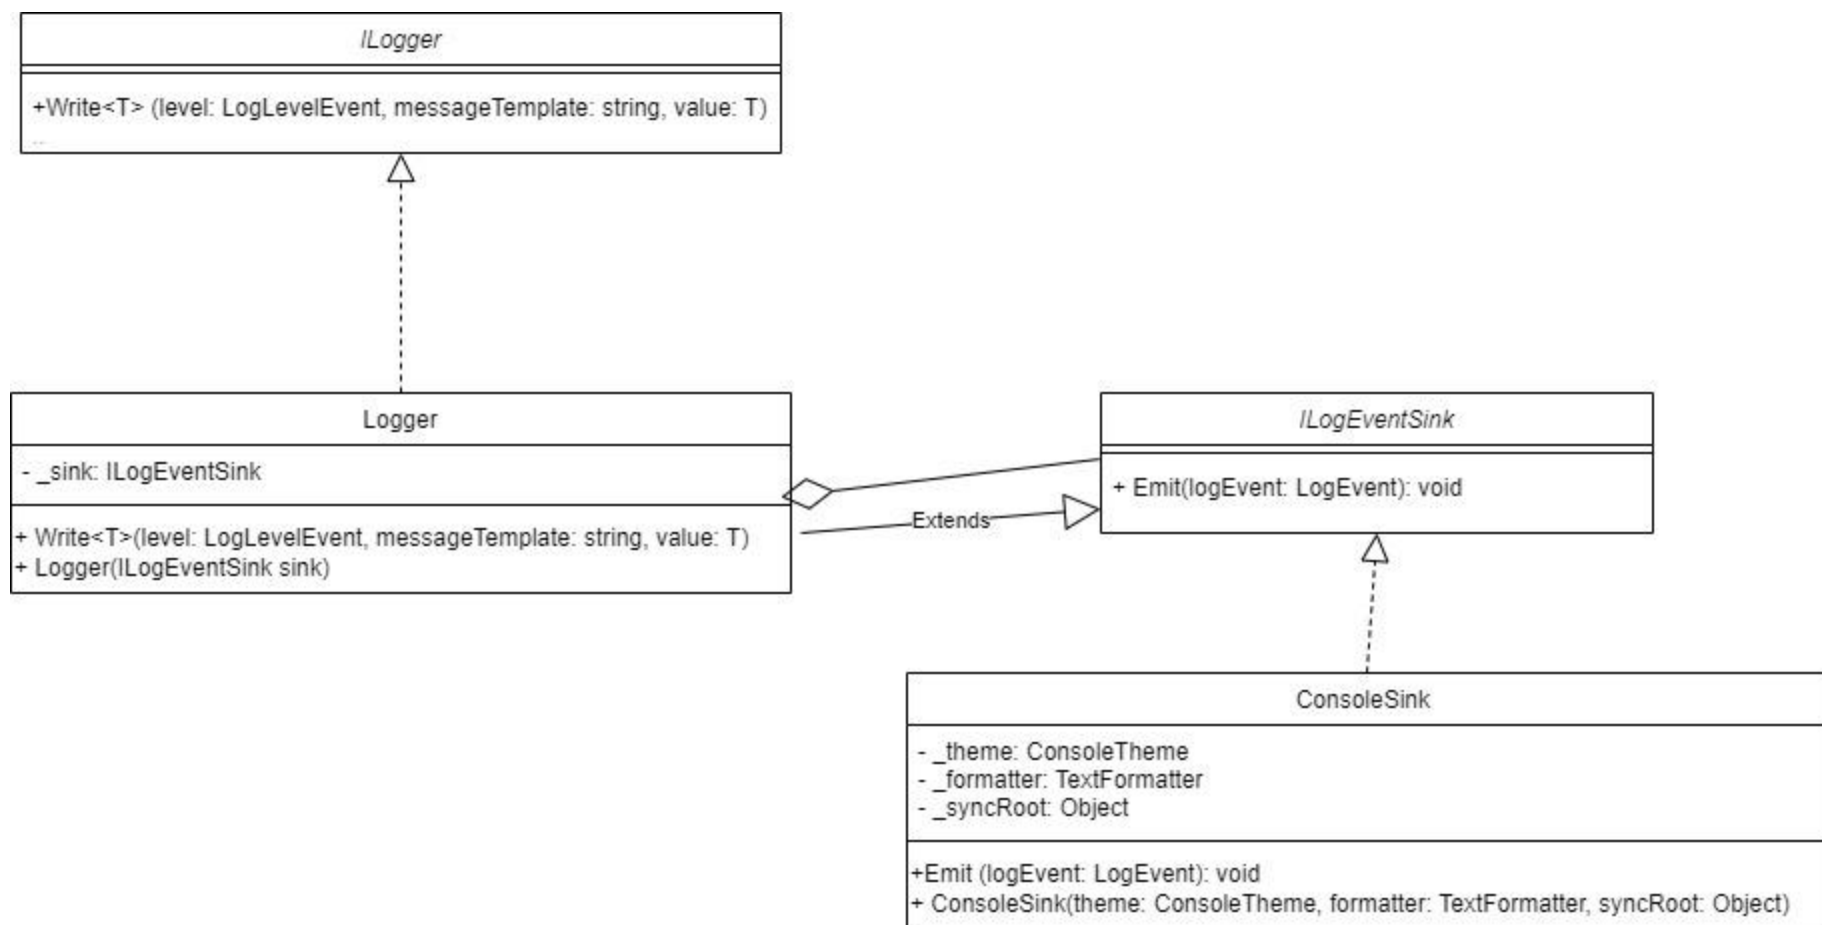 ILogger
+Write<T> (level: LogLevelEvent, messageTemplate: string, value: T)
..
Logger
- _sink: ILogEventSink
+ Write<T>(level: LogLevelEvent, messageTemplate: string, value: T)
+ Logger(ILogEventSink sink)
Extends
ILogEventSink
+ Emit(logEvent: LogEvent): void
ConsoleSink
- _theme: ConsoleTheme
- _formatter: TextFormatter
- _syncRoot: Object
+Emit (logEvent: LogEvent): void
+ ConsoleSink(theme: ConsoleTheme, formatter: TextFormatter, syncRoot: Object)